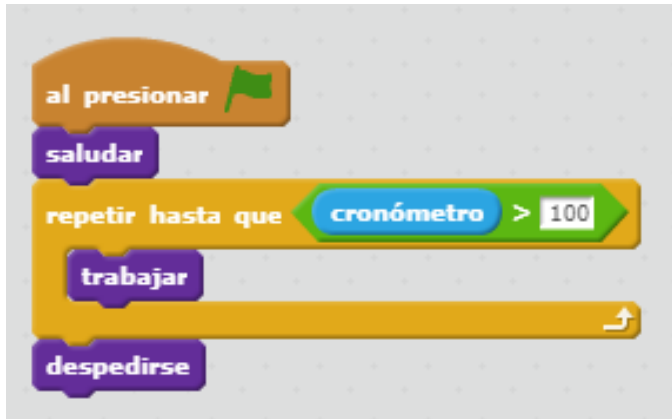 al presionar
saludar
repetir hasta que cronómetro > 100
trabajar
despedirse